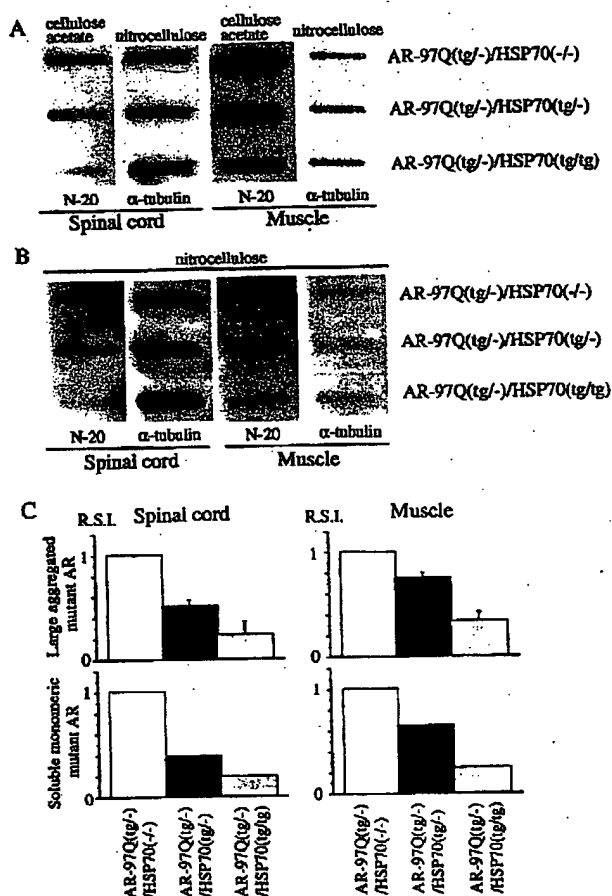 A
cellulose acetate nitrocellulose cellulose acetate nitrocellulose
AR-97Q(tg/-)/HSP70(-/-)
AR-97Q(tg/-)/HSP70(tg/-)
AR-97Q(tg/-)/HSP70(tg/tg)
N-20 α-tubulin N-20 α-tubulin
Spinal cord Muscle
B
nitrocellulose
AR-97Q(tg/-)/HSP70(-/-)
AR-97Q(tg/-)/HSP70(tg/-)
AR-97Q(tg/-)/HSP70(tg/tg)
N-20 α-tubulin N-20 α-tubulin
Spinal cord Muscle
C
R.S.I. Spinal cord R.S.I. Muscle
Large aggregated mutant AR
1 1
0 0
Soluble monomeric mutant AR
1 1
0 0
AR-97Q(tg/-)
/HSP70(-/-)
AR-97Q(tg/-)
/HSP70(tg/-)
AR-97Q(tg/-)
/HSP70(tg/tg)
AR-97Q(tg/-)
/HSP70(-/-)
AR-97Q(tg/-)
/HSP70(tg/-)
AR-97Q(tg/-)
/HSP70(tg/tg)